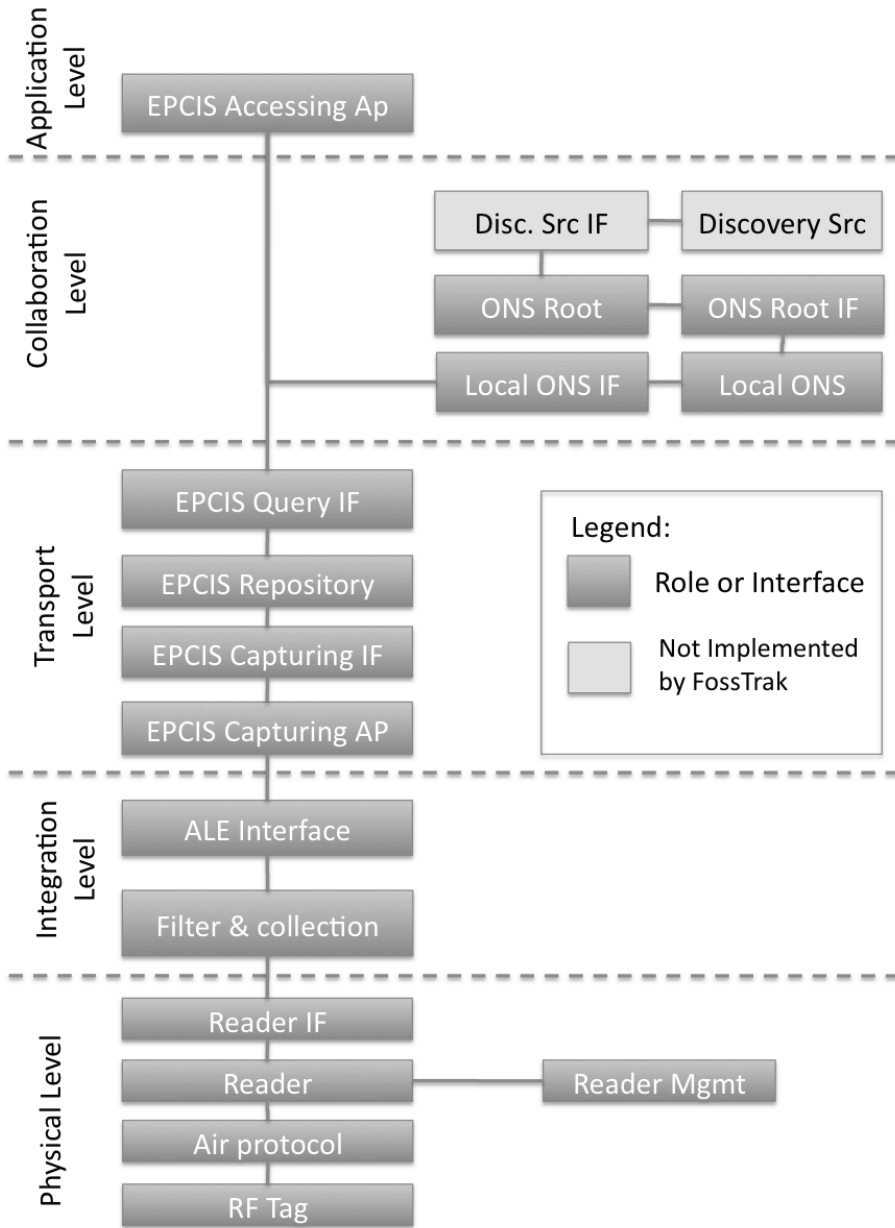 Application
Level
EPCIS Accessing Ap
Collaboration
Level
Disc. Src IF
Discovery Src
ONS Root
ONS Root IF
Local ONS IF
Local ONS
Transport
Level
EPCIS Query IF
EPCIS Repository
EPCIS Capturing IF
EPCIS Capturing AP
Legend:
Role or Interface
Not Implemented
by FossTrak
Integration
Level
ALE Interface
Filter & collection
Physical Level
Reader IF
Reader
Reader Mgmt
Air protocol
RF Tag